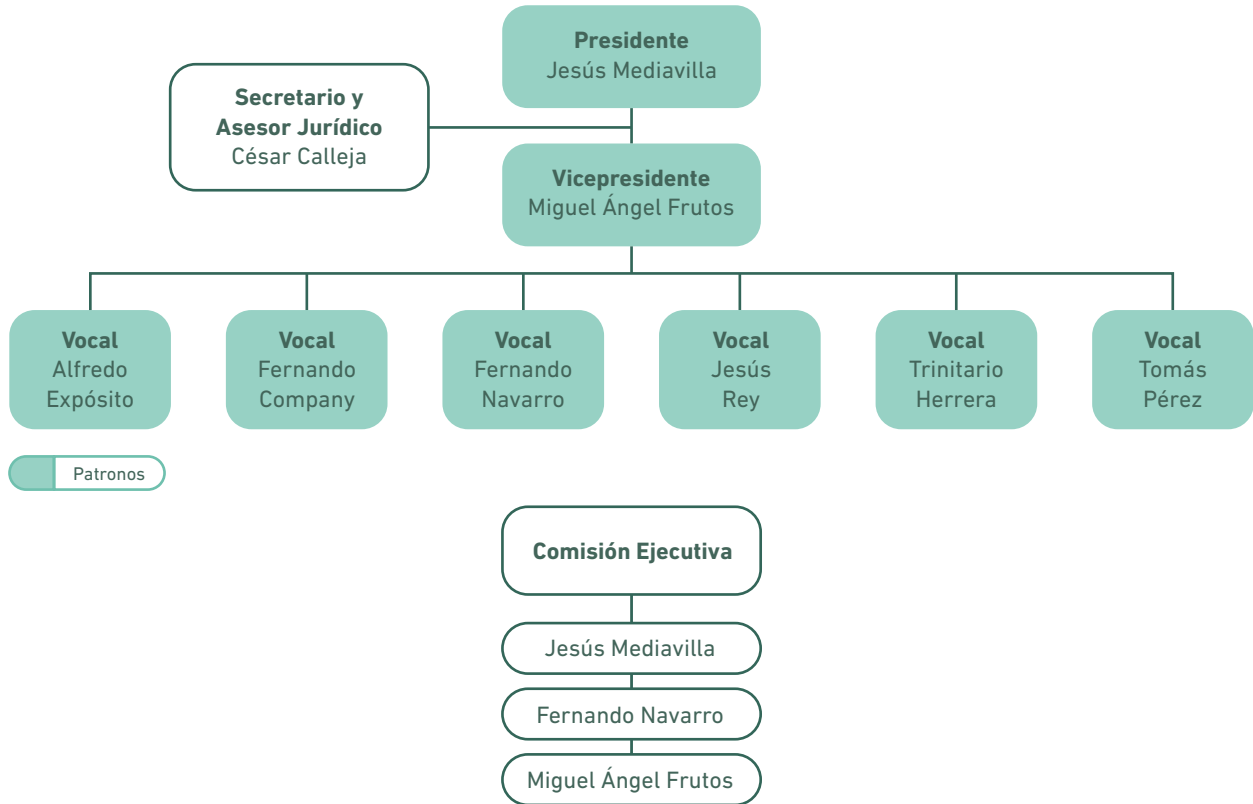 Presidente
Jesús Mediavilla
Secretario y
Asesor Jurídico
César Calleja
Vicepresidente
Miguel Ángel Frutos
Vocal
Alfredo
Expósito
Vocal
Fernando
Company
Vocal
Fernando
Navarro
Vocal
Jesús
Rey
Vocal
Trinitario
Herrera
Vocal
Tomás
Pérez
Patronos
Comisión Ejecutiva
Jesús Mediavilla
Fernando Navarro
Miguel Ángel Frutos